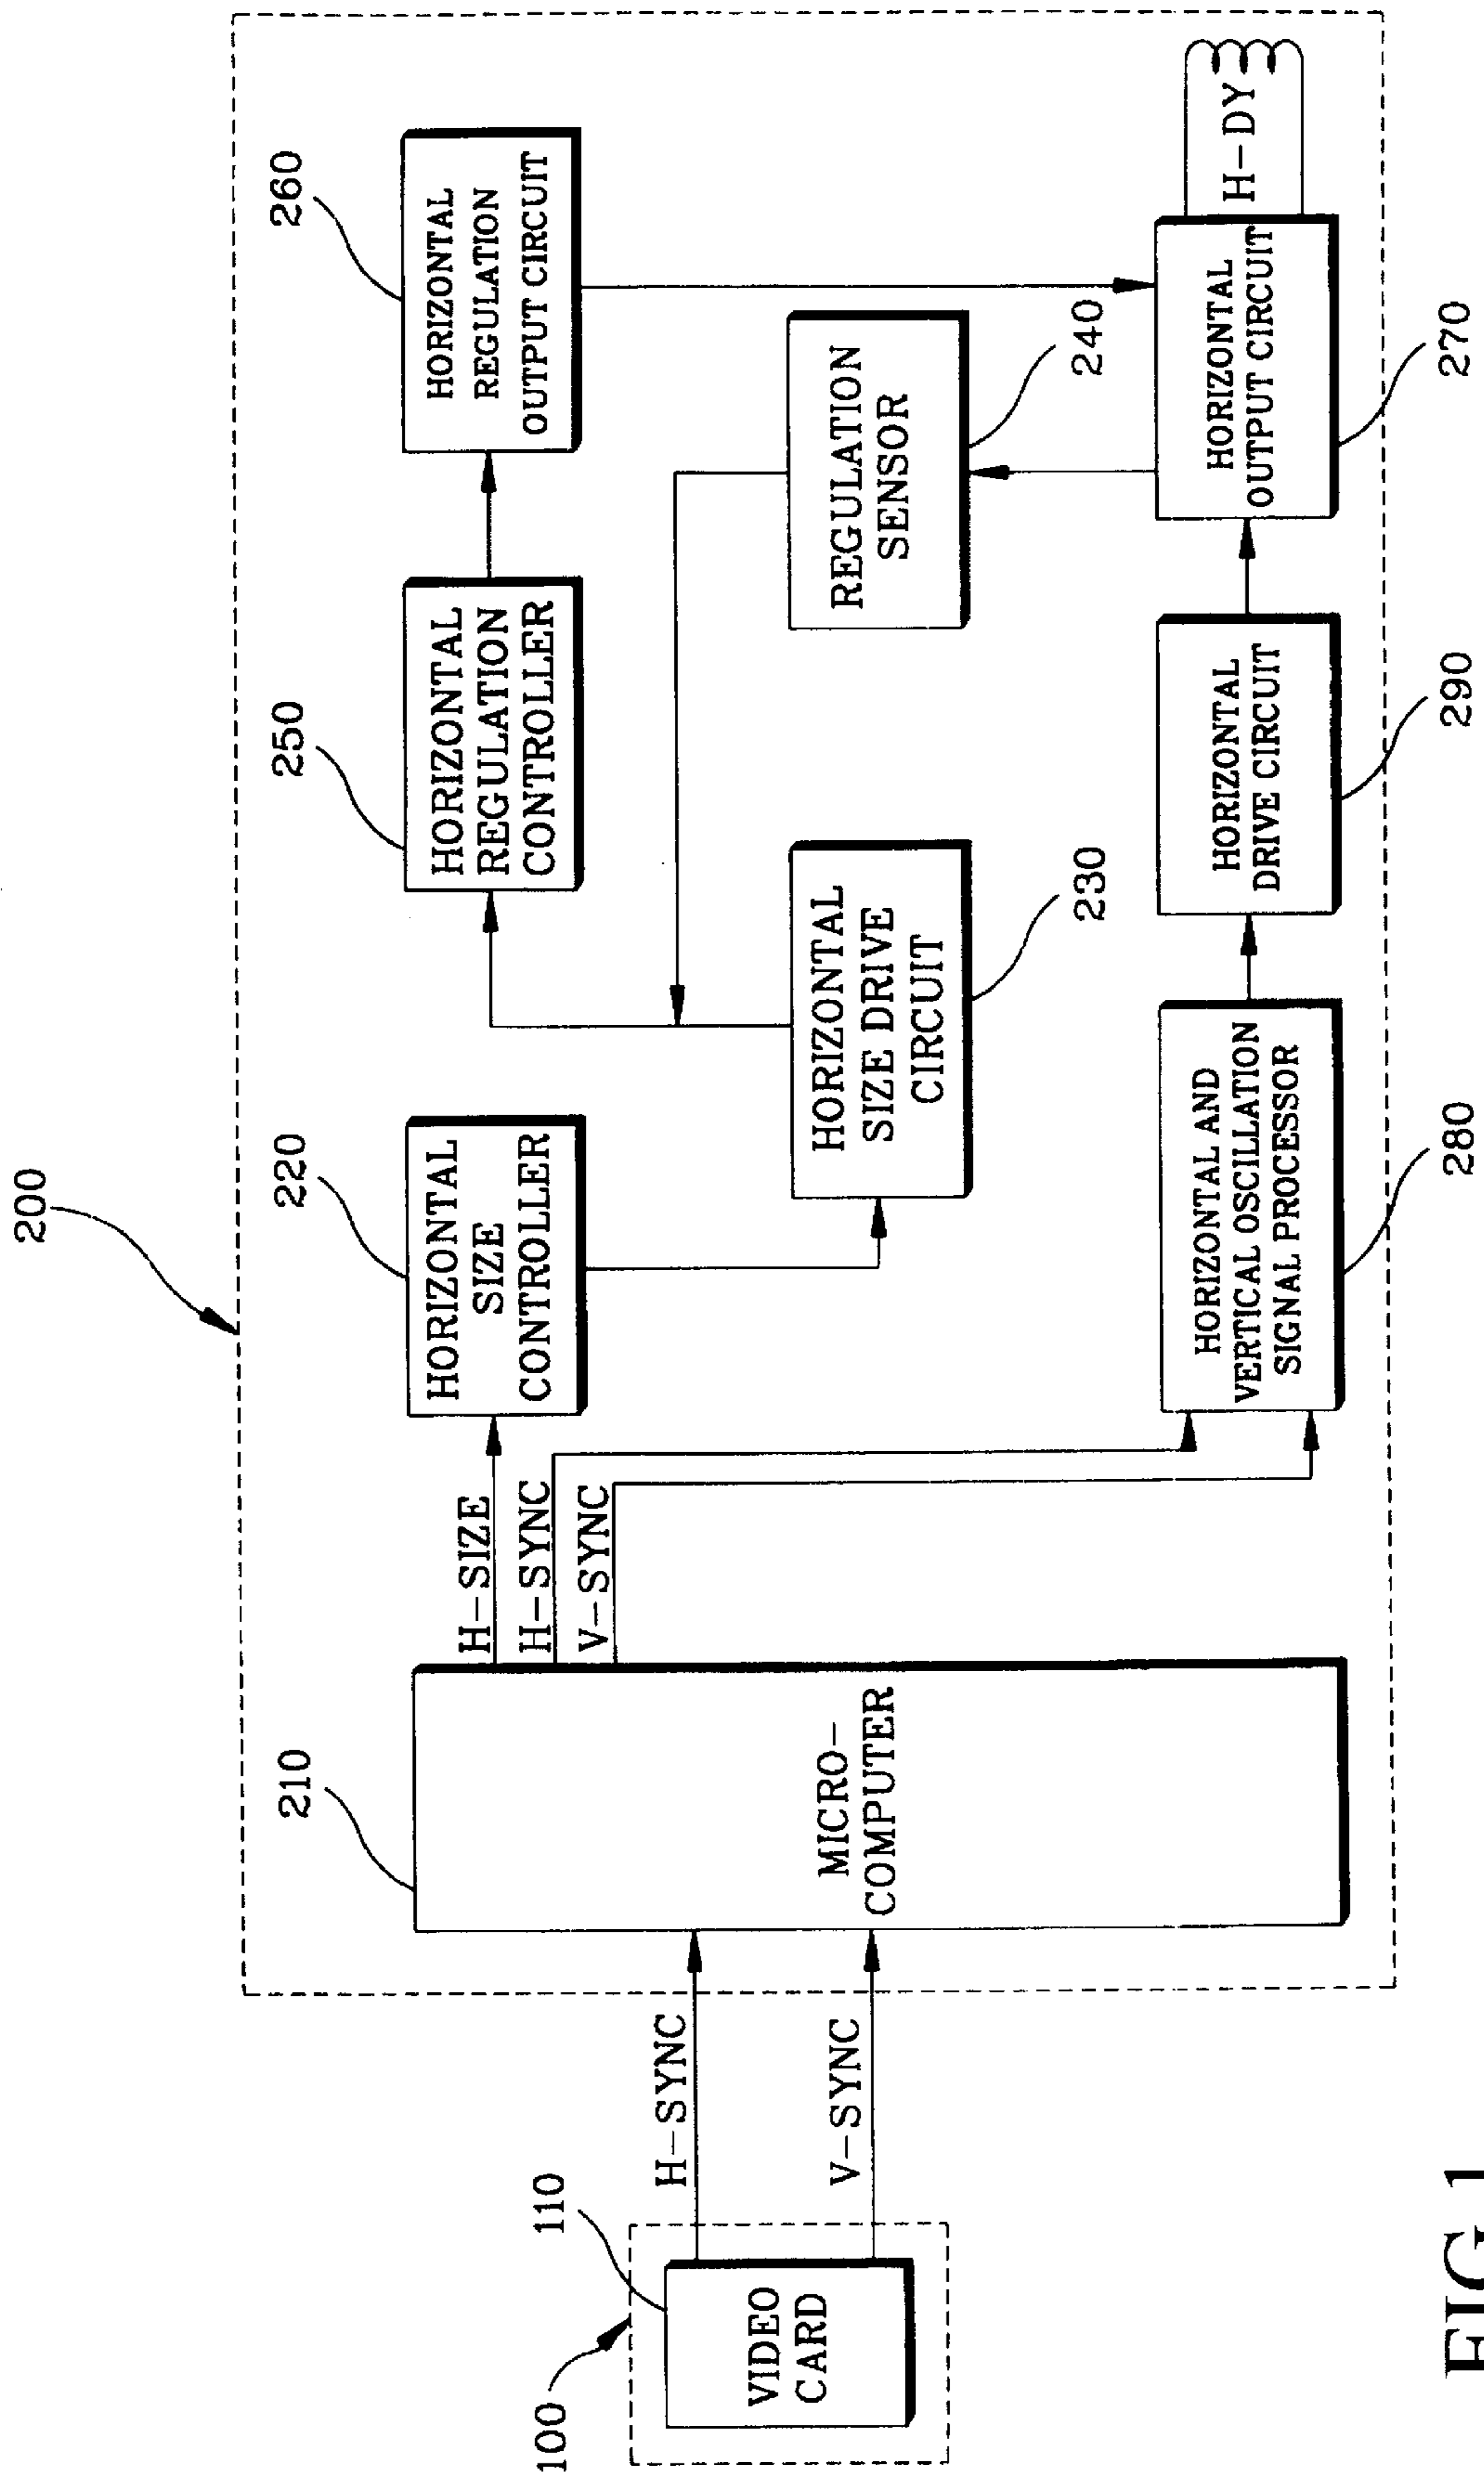 200
100
110
VIDEO
CARD
H-SYNC
V-SYNC
210
MICRO-
COMPUTER
H-SIZE
H-SYNC
V-SYNC
220
HORIZONTAL
SIZE
CONTROLLER
HORIZONTAL
SIZE DRIVE
CIRCUIT
230
250
HORIZONTAL
REGULATION
CONTROLLER
260
HORIZONTAL
REGULATION
OUTPUT CIRCUIT
REGULATION
SENSOR
240
HORIZONTAL AND
VERTICAL OSCILLATION
SIGNAL PROCESSOR
280
HORIZONTAL
DRIVE CIRCUIT
290
HORIZONTAL
OUTPUT CIRCUIT
270
H-DY
FIG.1